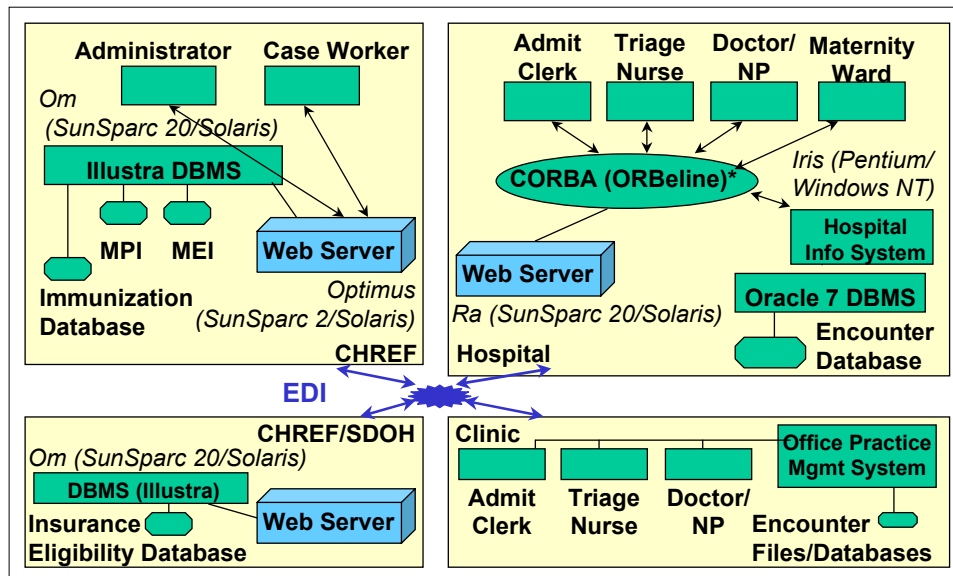 Administrator
Case Worker
Om
(SunSparc 20/Solaris)
Illustra DBMS
MPI
MEI
Web Server
Immunization
Database
Optimus
(SunSparc 2/Solaris)
CHREF
Admit
Clerk
Triage
Nurse
Doctor/
NP
Maternity
Ward
CORBA (ORBeline)*
Iris (Pentium/
Windows NT)
Hospital
Info System
Web Server
Ra (SunSparc 20/Solaris)
Oracle 7 DBMS
Encounter
Database
Hospital
EDI
CHREF/SDOH
Om (SunSparc 20/Solaris)
DBMS (Illustra)
Insurance
Eligibility Database
Web Server
Clinic
Office Practice
Mgmt System
Admit
Clerk
Triage
Nurse
Doctor/
NP
Encounter
Files/Databases